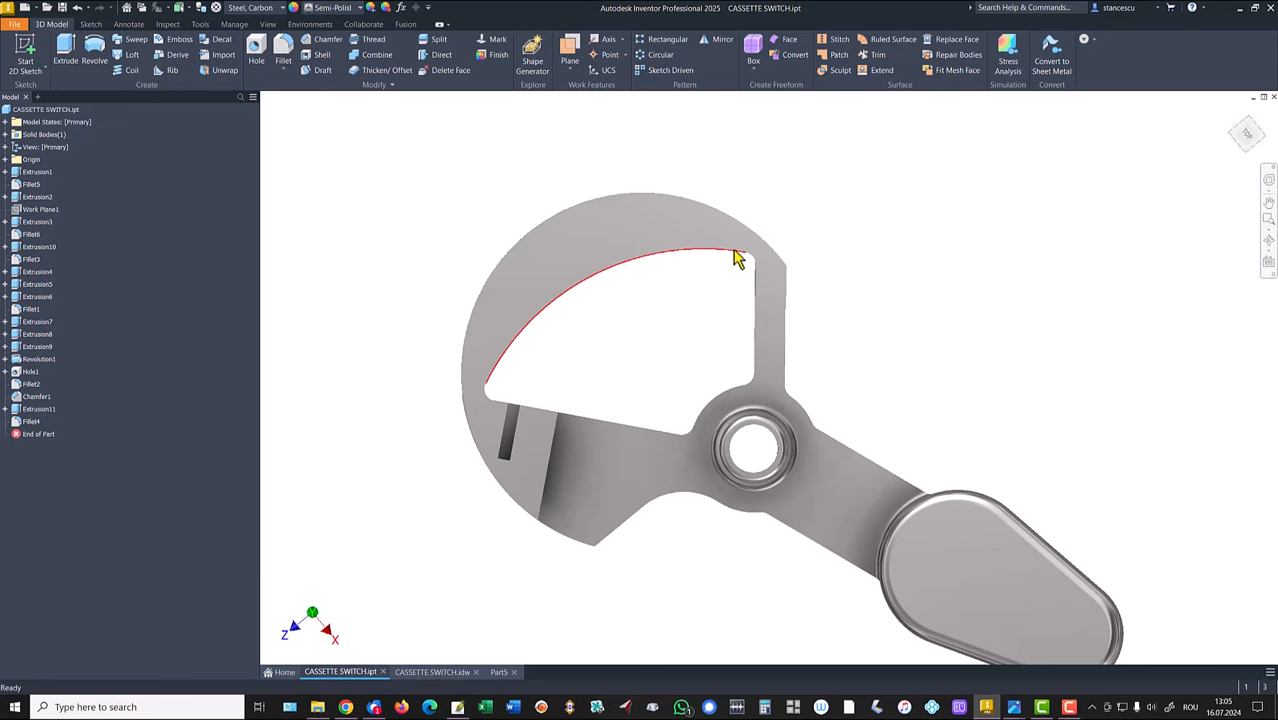 PRO
Steel, Carbon
Semi-Polisl
fx
Autodesk Inventor Professional 2025 CASSETTE SWITCH.ipt
Search Help & Commands...
stancescu
File 3D Model Sketch Annotate Inspect Tools Manage View Environments Get Started Collaborate Fusion
Start
2D Sketch
Extrude
Revolve
Sweep
Loft
Coil
Emboss
Derive
Rib
Decal
Import
Unwrap
Hole
Fillet
Chamfer
Shell
Draft
Thread
Combine
Thicken/ Offset
Split
Direct
Delete Face
Mark
Finish
Shape
Generator
Plane
Axis
Point
UCS
Rectangular
Circular
Sketch Driven
Mirror
Box
Face
Convert
Stitch
Patch
Sculpt
Ruled Surface
Trim
Extend
Replace Face
Repair Bodies
Fit Mesh Face
Stress
Analysis
Convert to
Sheet Metal
Sketch Create Modify Explore Work Features Pattern Create Freeform Surface Simulation Convert
Model
CASSETTE SWITCH.ipt
Model States: [Primary]
Solid Bodies(1)
View: [Primary]
Origin
Extrusion1
Fillet5
Extrusion2
Work Plane1
Extrusion3
Fillet6
Extrusion10
Fillet3
Extrusion4
Extrusion5
Extrusion6
Fillet1
Extrusion7
Extrusion8
Extrusion9
Revolution1
Hole1
Fillet2
Chamfer1
Extrusion11
Fillet4
End of Part
TOP
Y
Z
X
Home CASSETTE SWITCH.ipt CASSETTE SWITCH.idw Part5
Ready
1 3
Type here to search
ROU
13:05
16.07.2024